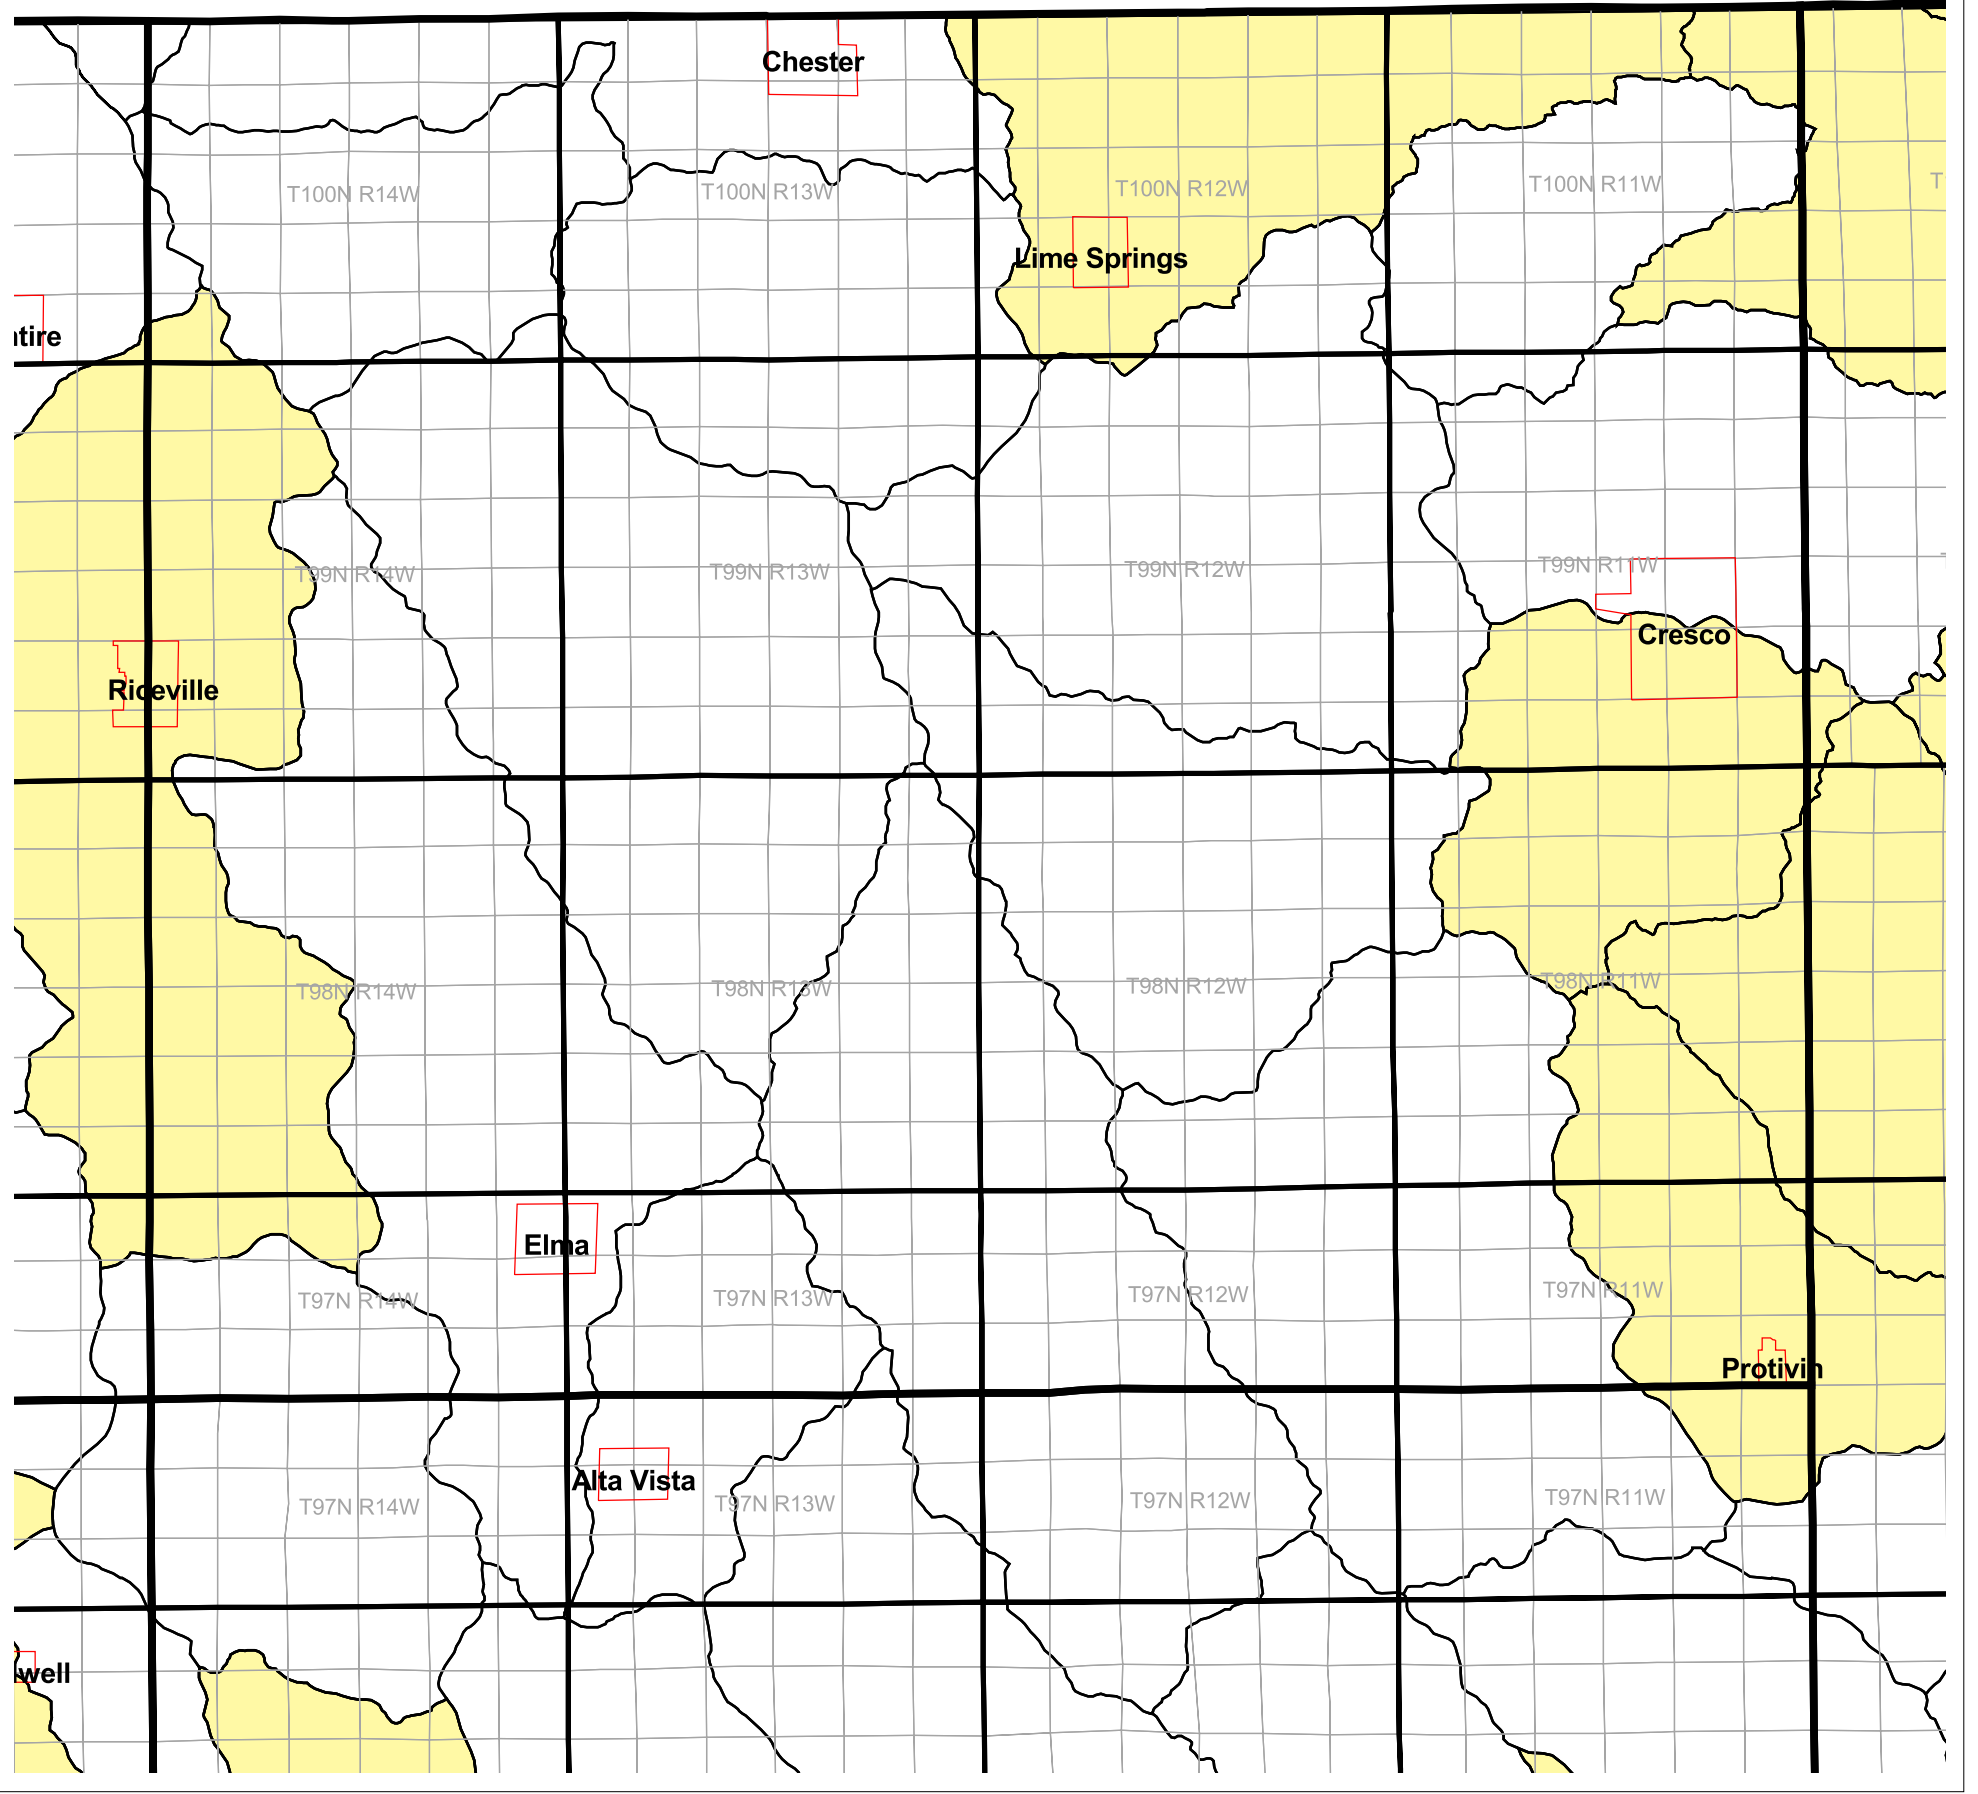 Chester
T100N R14W
T100N R13W
T100N R12W
T100N R11W
T
Lime Springs
ntire
T99N R14W
T99N R13W
T99N R12W
T99N R11W
Cresco
Riceville
T98N R14W
T98N R13W
T98N R12W
T98N R11W
Elma
T97N R14W
T97N R13W
T97N R12W
T97N R11W
Protivin
Alta Vista
T97N R14W
T97N R13W
T97N R12W
T97N R11W
well